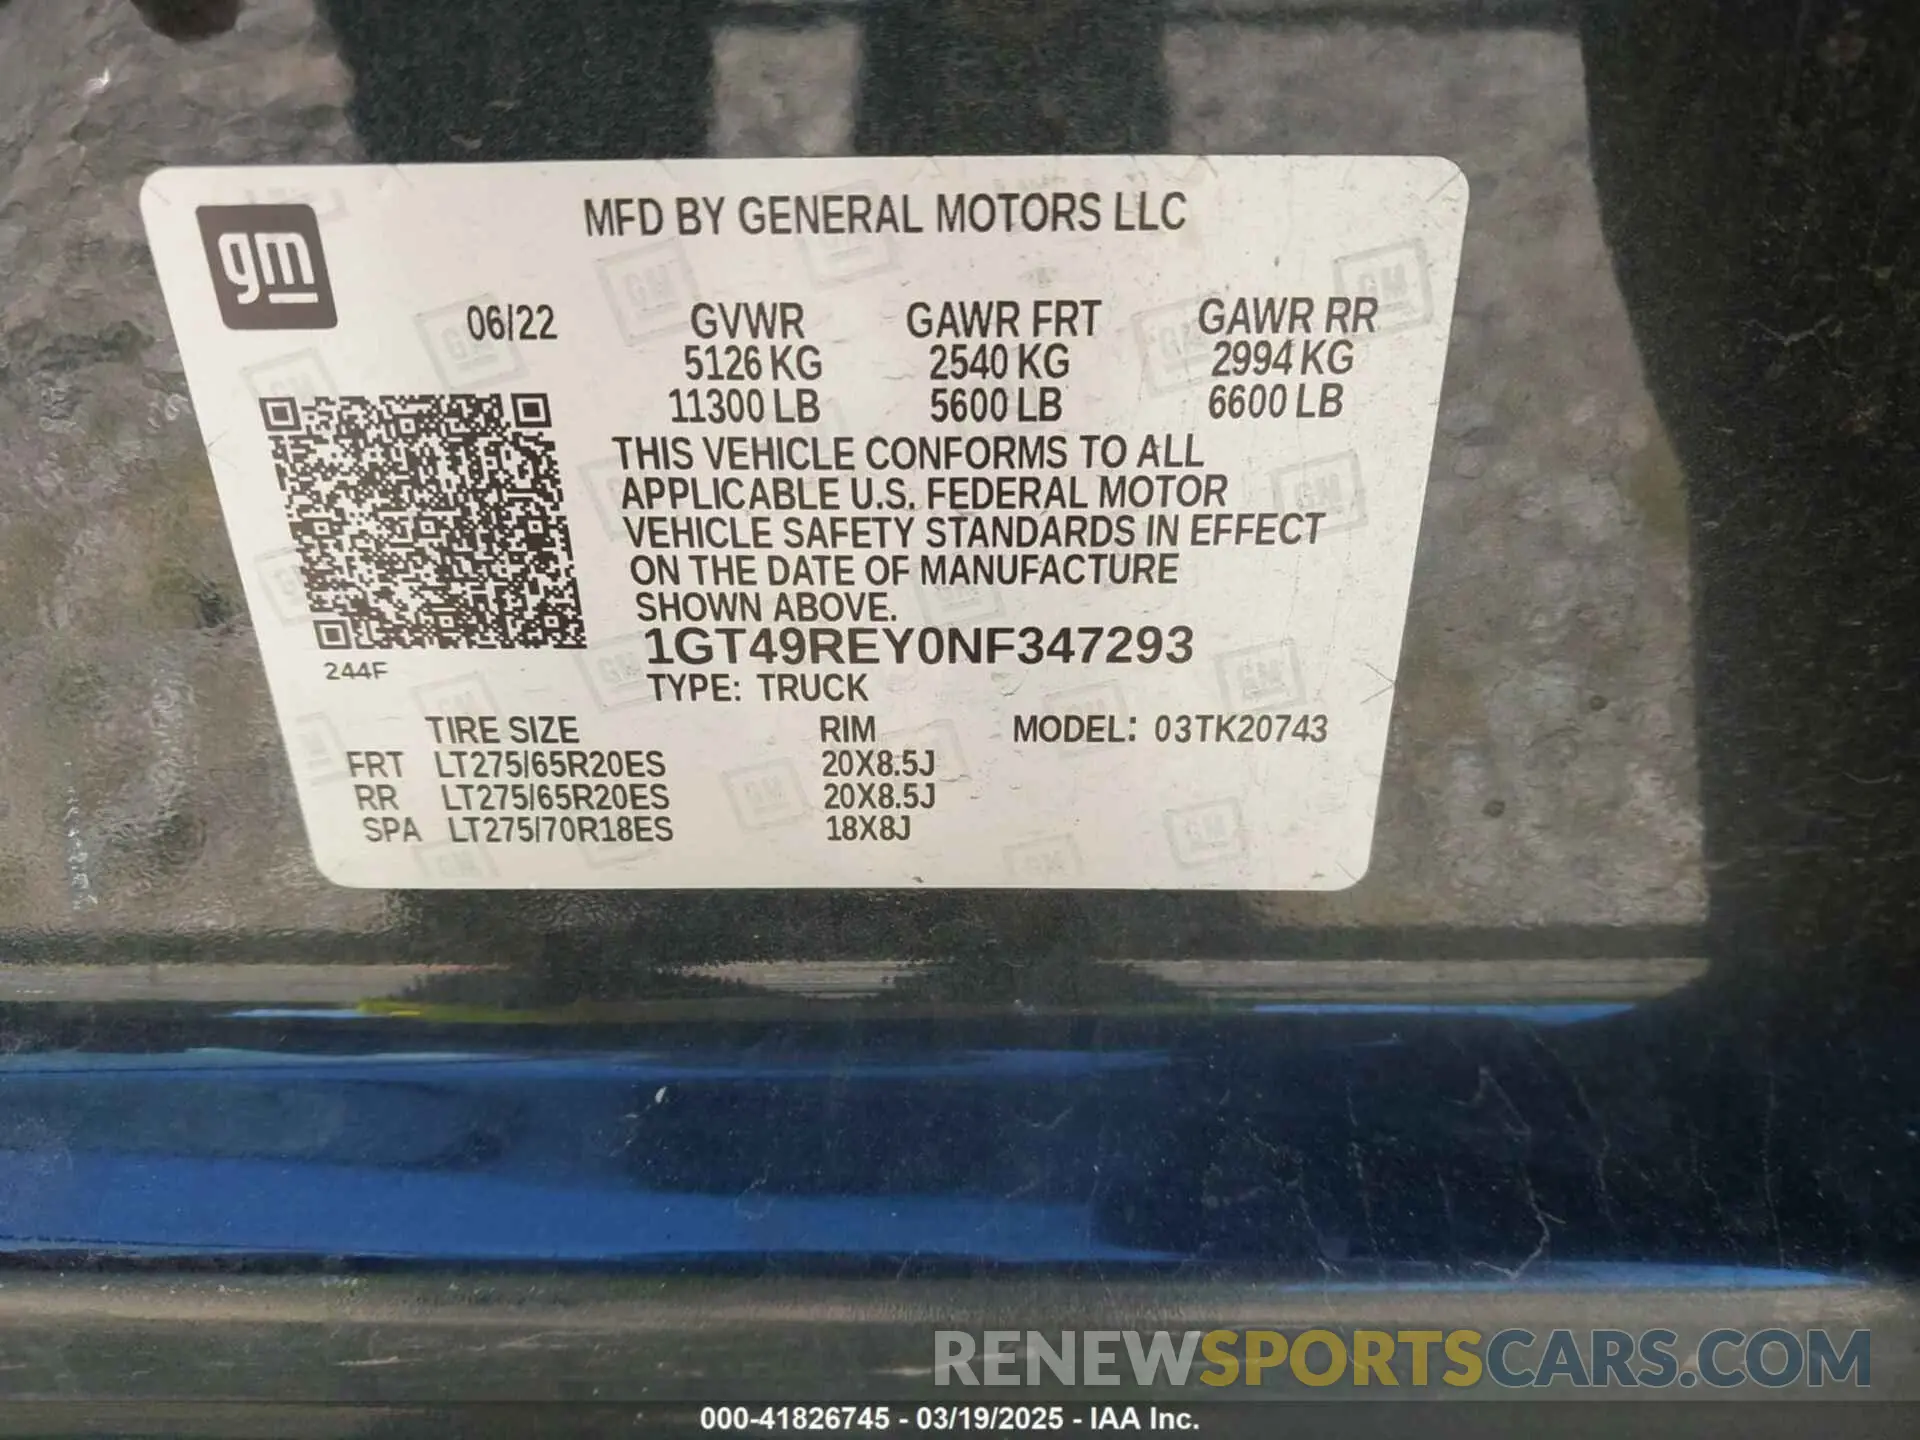 gm
MFD BY GENERAL MOTORS LLC
06/22 GVWR GAWR FRT GAWR RR
5126 KG 2540 KG 2994 KG
11300 LB 5600 LB 6600 LB
THIS VEHICLE CONFORMS TO ALL
APPLICABLE U.S. FEDERAL MOTOR
VEHICLE SAFETY STANDARDS IN EFFECT
ON THE DATE OF MANUFACTURE
SHOWN ABOVE.
1GT49REY0NF347293
244F
TYPE: TRUCK
TIRE SIZE RIM MODEL: 03TK20743
FRT LT275/65R20ES 20X8.5J
RR LT275/65R20ES 20X8.5J
SPA LT275/70R18ES 18X8J
RENEWSPORTSCARS.COM
000-41826745 - 03/19/2025 - IAA Inc.